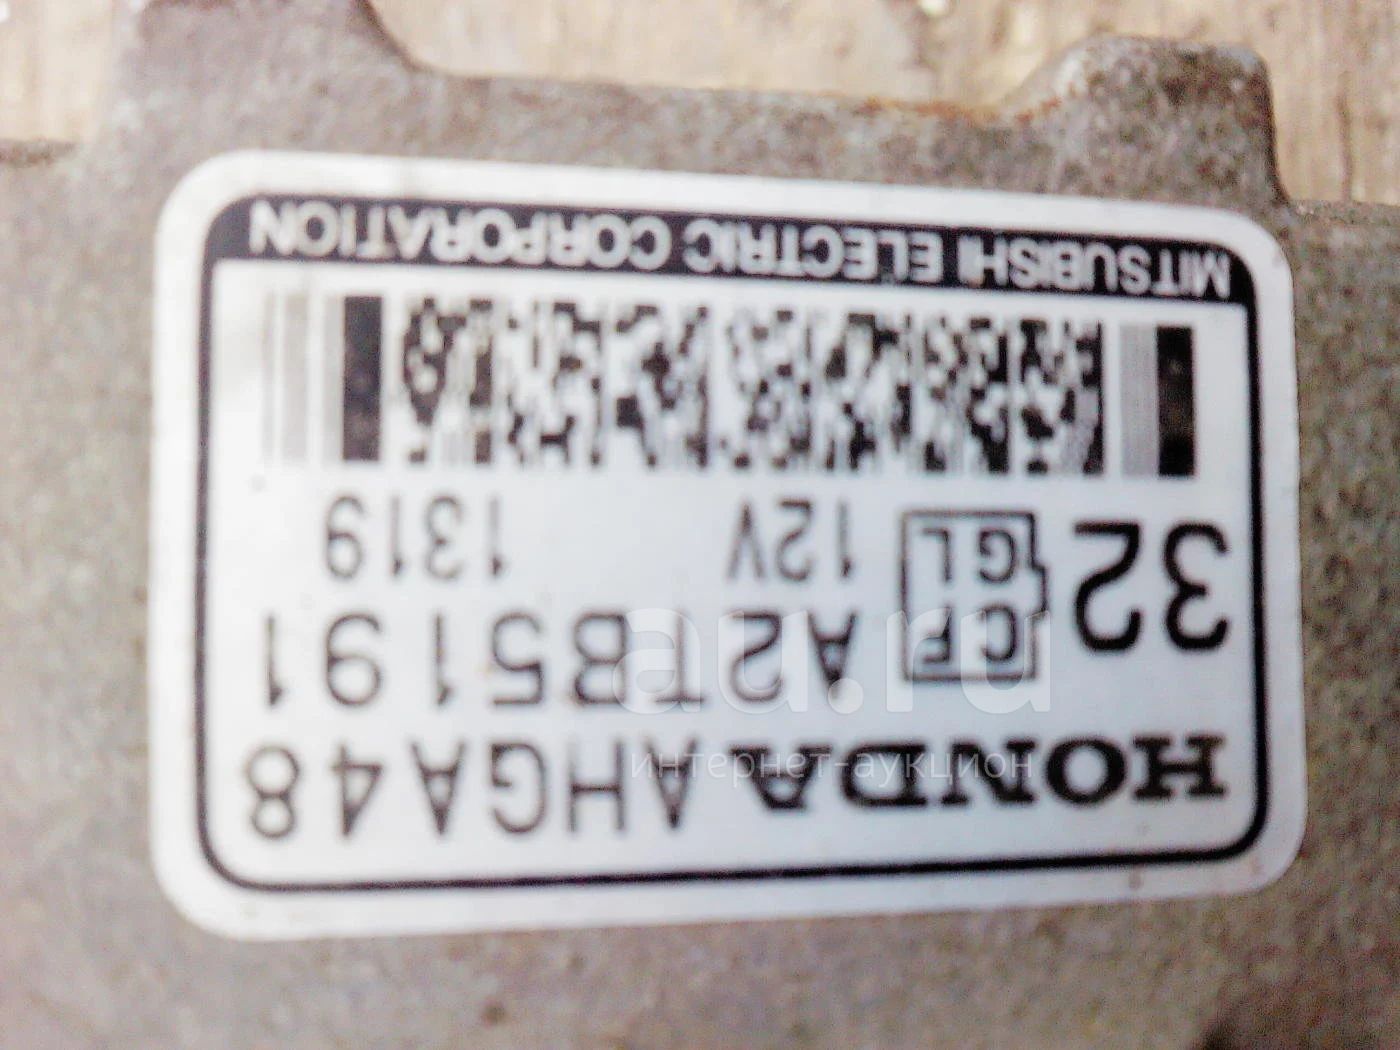 HONDA AHGA48
32 CF GL A2TB5191
12V 1319
MITSUBISHI ELECTRIC CORPORATION
au.ru
интернет-аукцион